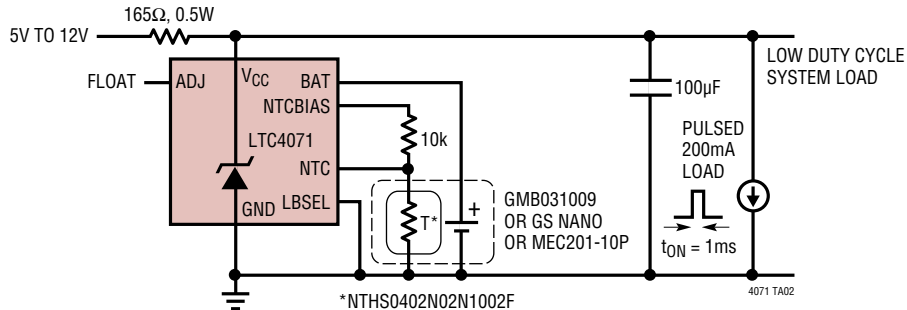 165Ω, 0.5W
5V TO 12V
LOW DUTY CYCLE
SYSTEM LOAD
FLOAT
ADJ
VCC
BAT
NTCBIAS
LTC4071
NTC
LBSEL
GND
10k
T*
+
GMB031009
OR GS NANO
OR MEC201-10P
100µF
PULSED
200mA
LOAD
tON = 1ms
*NTHS0402N02N1002F
4071 TA02